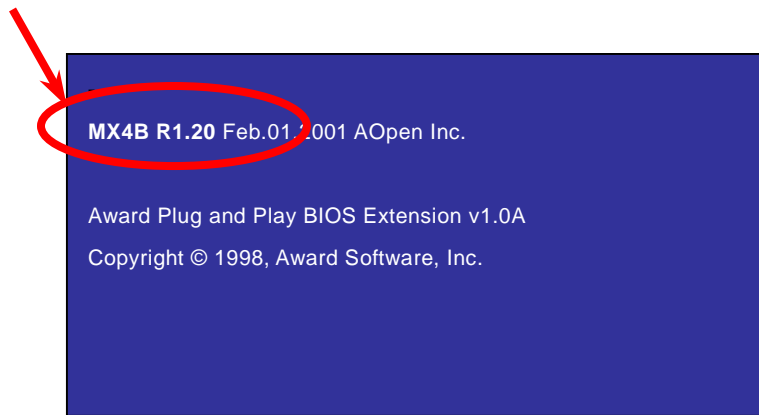 MX4B R1.20 Feb.01.2001 AOpen Inc.
Award Plug and Play BIOS Extension v1.0A
Copyright © 1998, Award Software, Inc.